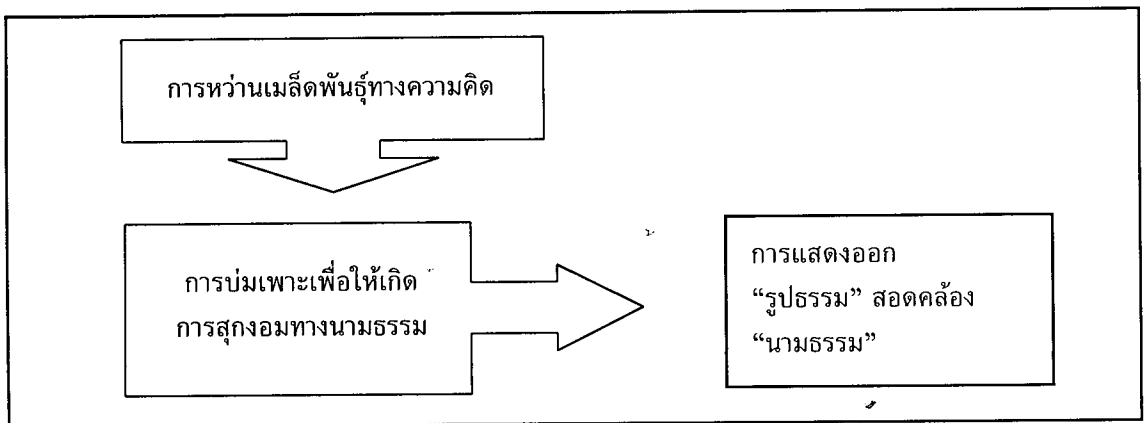 การหว่านเมล็ดพันธุ์ทางความคิด
การบ่มเพาะเพื่อให้เกิด
การสุกงอมทางนามธรรม
การแสดงออก
“รูปธรรม” สอดคล้อง
“นามธรรม”